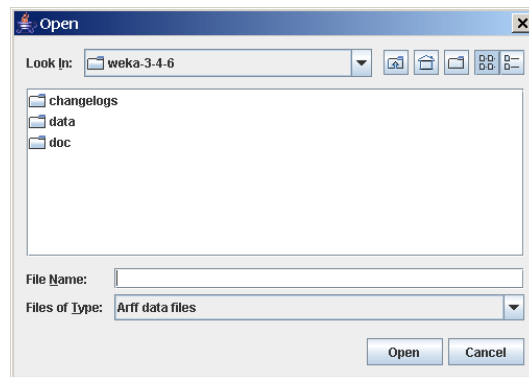 Open
Look In: weka-3-4-6
changelogs
data
doc
File Name:
Files of Type: Arff data files
Open Cancel